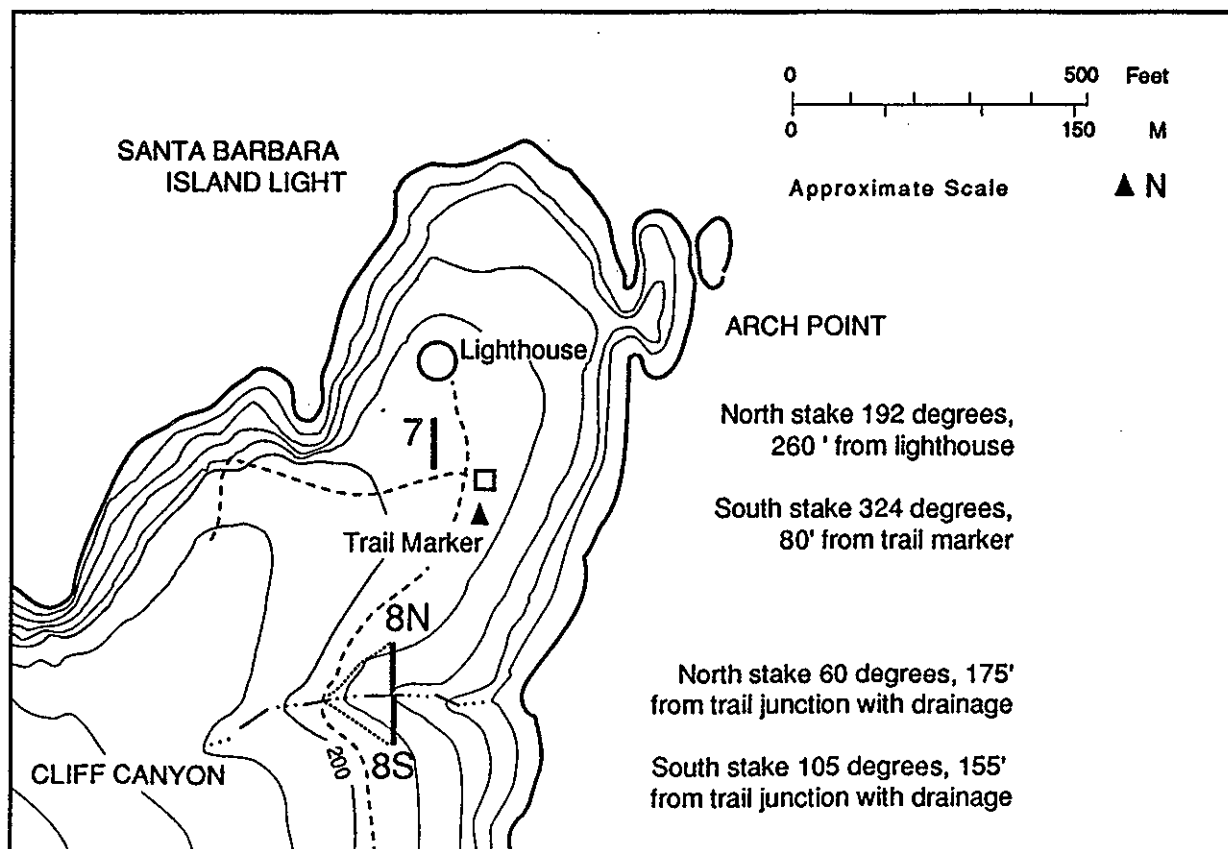 0 500 Feet
0 150 M
Approximate Scale
▲ N
SANTA BARBARA
ISLAND LIGHT
ARCH POINT
Lighthouse
7
North stake 192 degrees,
260 ' from lighthouse
South stake 324 degrees,
80' from trail marker
Trail Marker
8N
North stake 60 degrees, 175'
from trail junction with drainage
200
CLIFF CANYON
8S
South stake 105 degrees, 155'
from trail junction with drainage